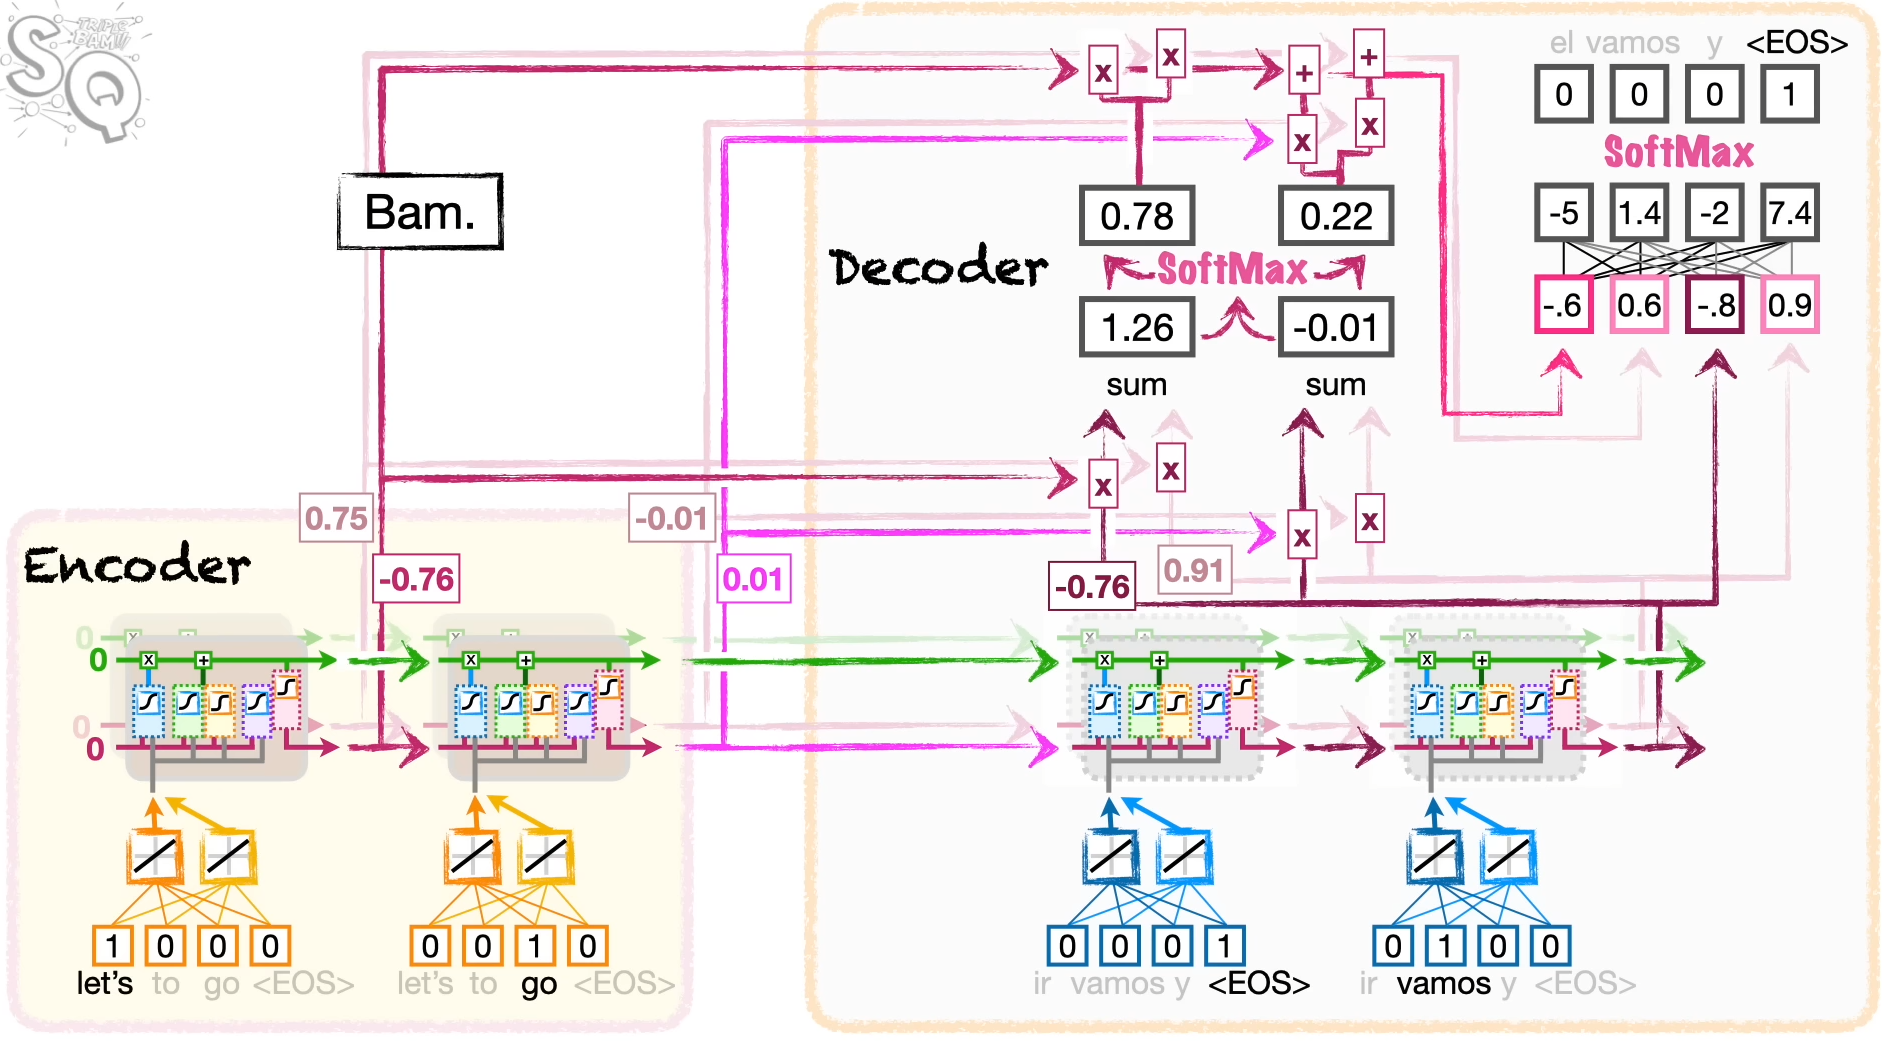 SQ
TRIPLE
BAM!!
el vamos y <EOS>
0 0 0 1
SoftMax
-5 1.4 -2 7.4
-.6 0.6 -.8 0.9
x x + +
x x
Bam.
0.78 0.22
Decoder
SoftMax
1.26 -0.01
sum sum
x x
x x
0.75 -0.01
Encoder
-0.76 0.01 -0.76 0.91
0 x + x + x + x +
0 x + x + x + x +
0
0
1 0 0 0 0 0 1 0 0 0 0 1 0 1 0 0
let's to go <EOS> let's to go <EOS> ir vamos y <EOS> ir vamos y <EOS>